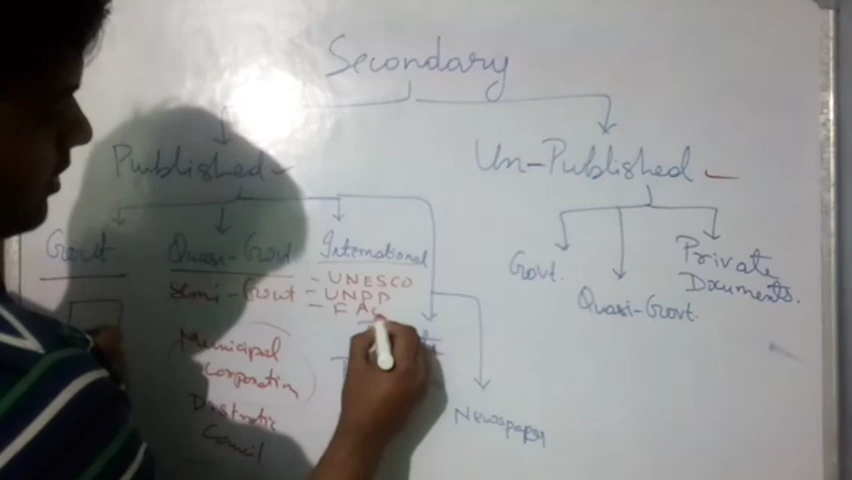 Secondary
Published
Un-Published
Govt
Quasi-Govt
International
Semi-Govt
- UNESCO
- UNDP
- FAO
Municipal
Corporation
District
Council
Newspaper
Govt.
Quasi-Govt.
Private
Documents.